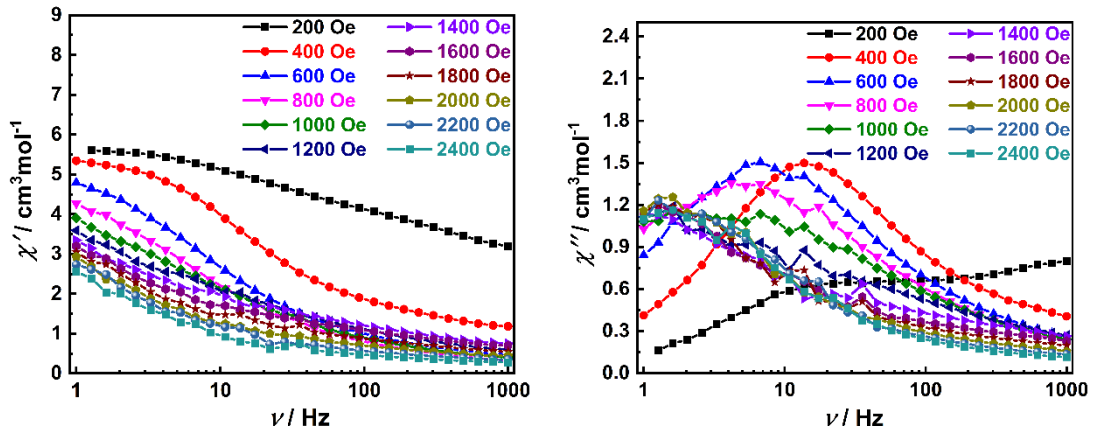 9
8
7
6
5
4
3
2
1
0
χ′/ cm³mol⁻¹
200 Oe
400 Oe
600 Oe
800 Oe
1000 Oe
1200 Oe
1400 Oe
1600 Oe
1800 Oe
2000 Oe
2200 Oe
2400 Oe
1 10 100 1000
ν / Hz
2.4
2.1
1.8
1.5
1.2
0.9
0.6
0.3
0.0
χ″/ cm³mol⁻¹
200 Oe
400 Oe
600 Oe
800 Oe
1000 Oe
1200 Oe
1400 Oe
1600 Oe
1800 Oe
2000 Oe
2200 Oe
2400 Oe
1 10 100 1000
ν / Hz